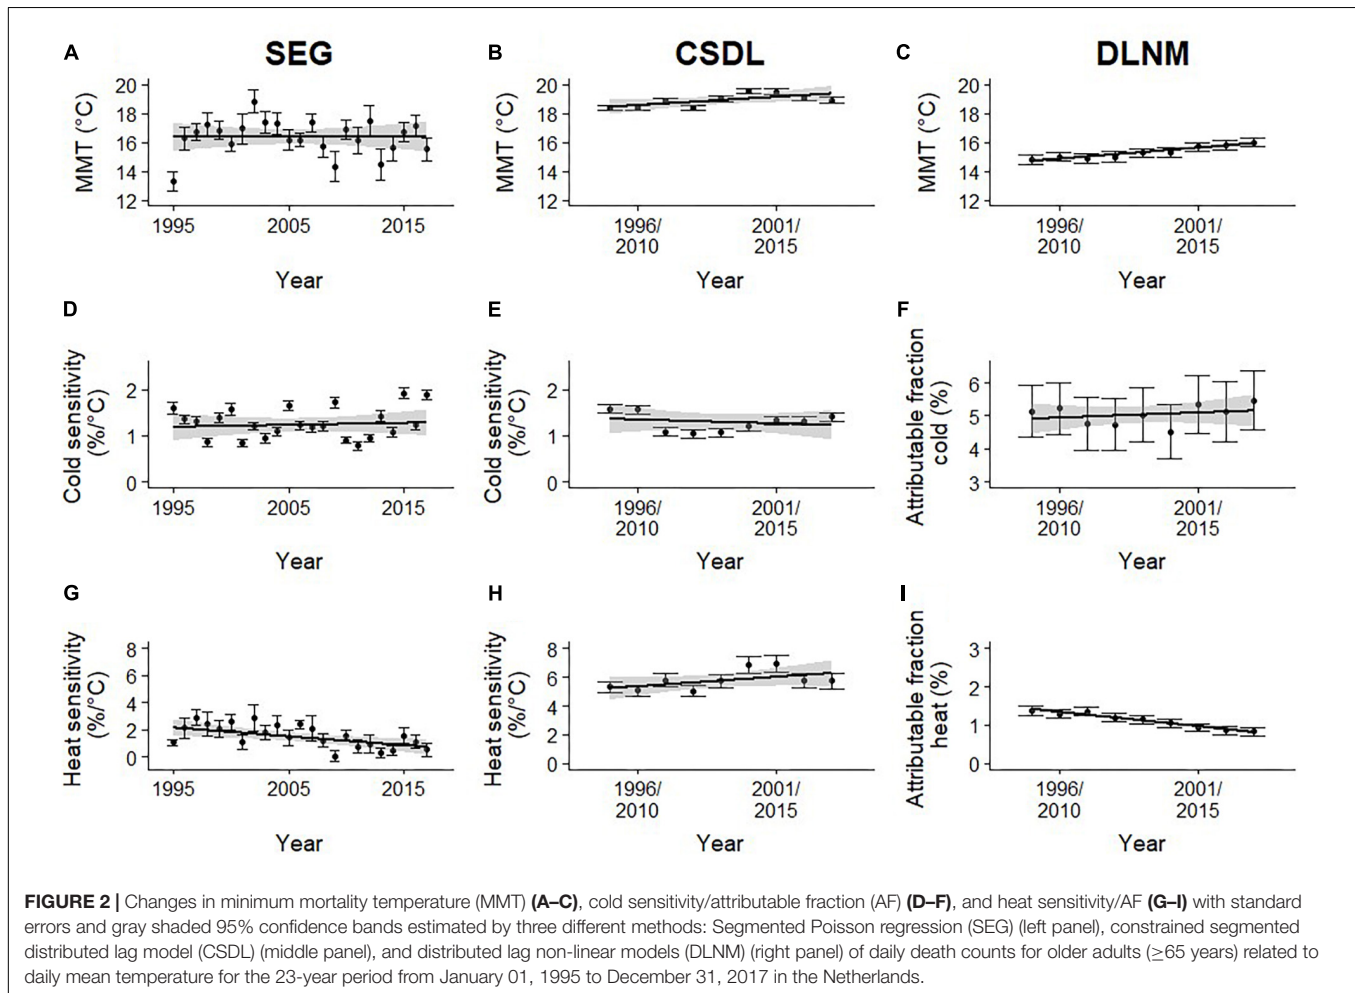 SEG
CSDL
DLNM
A
MMT (°C)
20
18
16
14
12
1995
2005
2015
Year
B
MMT (°C)
20
18
16
14
12
1996/
2010
2001/
2015
Year
C
MMT (°C)
20
18
16
14
12
1996/
2010
2001/
2015
Year
D
Cold sensitivity
(%/°C)
2
1
0
1995
2005
2015
Year
E
Cold sensitivity
(%/°C)
2
1
0
1996/
2010
2001/
2015
Year
F
Attributable fraction
cold (%)
6
5
4
3
1996/
2010
2001/
2015
Year
G
Heat sensitivity
(%/°C)
8
6
4
2
0
1995
2005
2015
Year
H
Heat sensitivity
(%/°C)
8
6
4
2
0
1996/
2010
2001/
2015
Year
I
Attributable fraction
heat (%)
3
2
1
0
1996/
2010
2001/
2015
Year
FIGURE 2 | Changes in minimum mortality temperature (MMT) (A–C), cold sensitivity/attributable fraction (AF) (D–F), and heat sensitivity/AF (G–I) with standard
errors and gray shaded 95% confidence bands estimated by three different methods: Segmented Poisson regression (SEG) (left panel), constrained segmented
distributed lag model (CSDL) (middle panel), and distributed lag non-linear models (DLNM) (right panel) of daily death counts for older adults (≥65 years) related to
daily mean temperature for the 23-year period from January 01, 1995 to December 31, 2017 in the Netherlands.